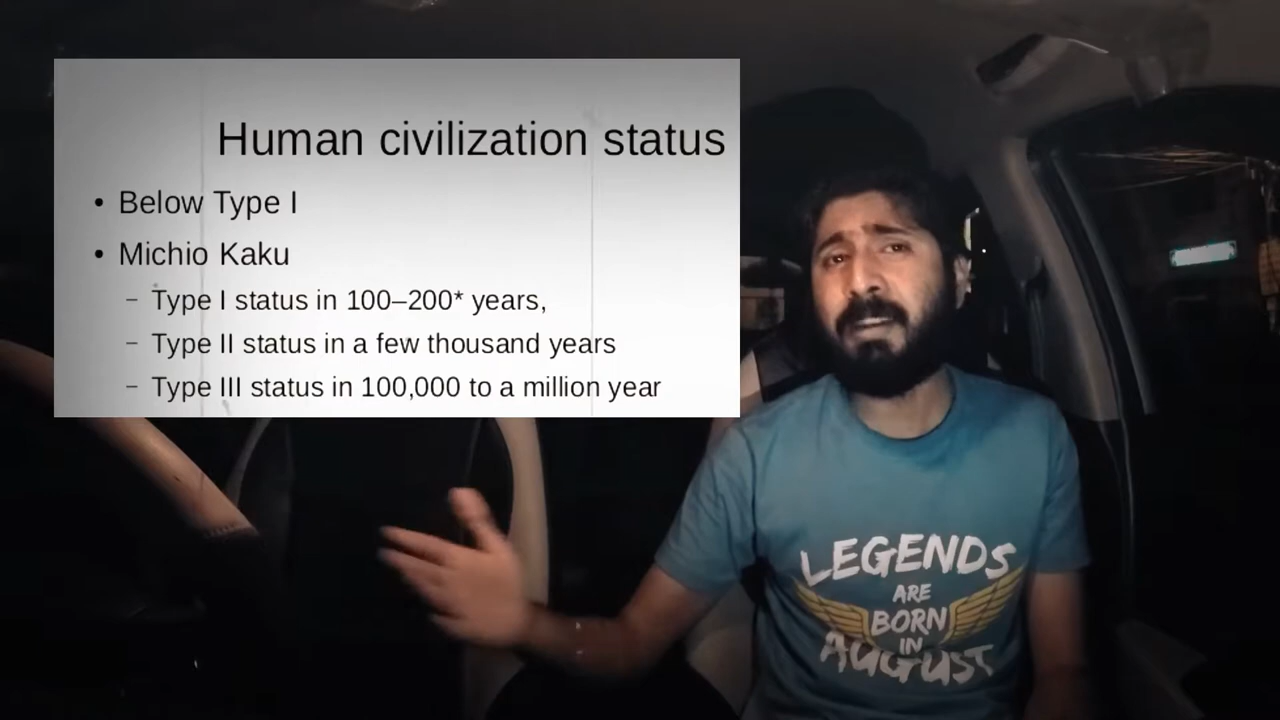 Human civilization status
• Below Type I
• Michio Kaku
– Type I status in 100–200* years,
– Type II status in a few thousand years
– Type III status in 100,000 to a million year
LEGENDS
ARE
BORN
IN
AUGUST